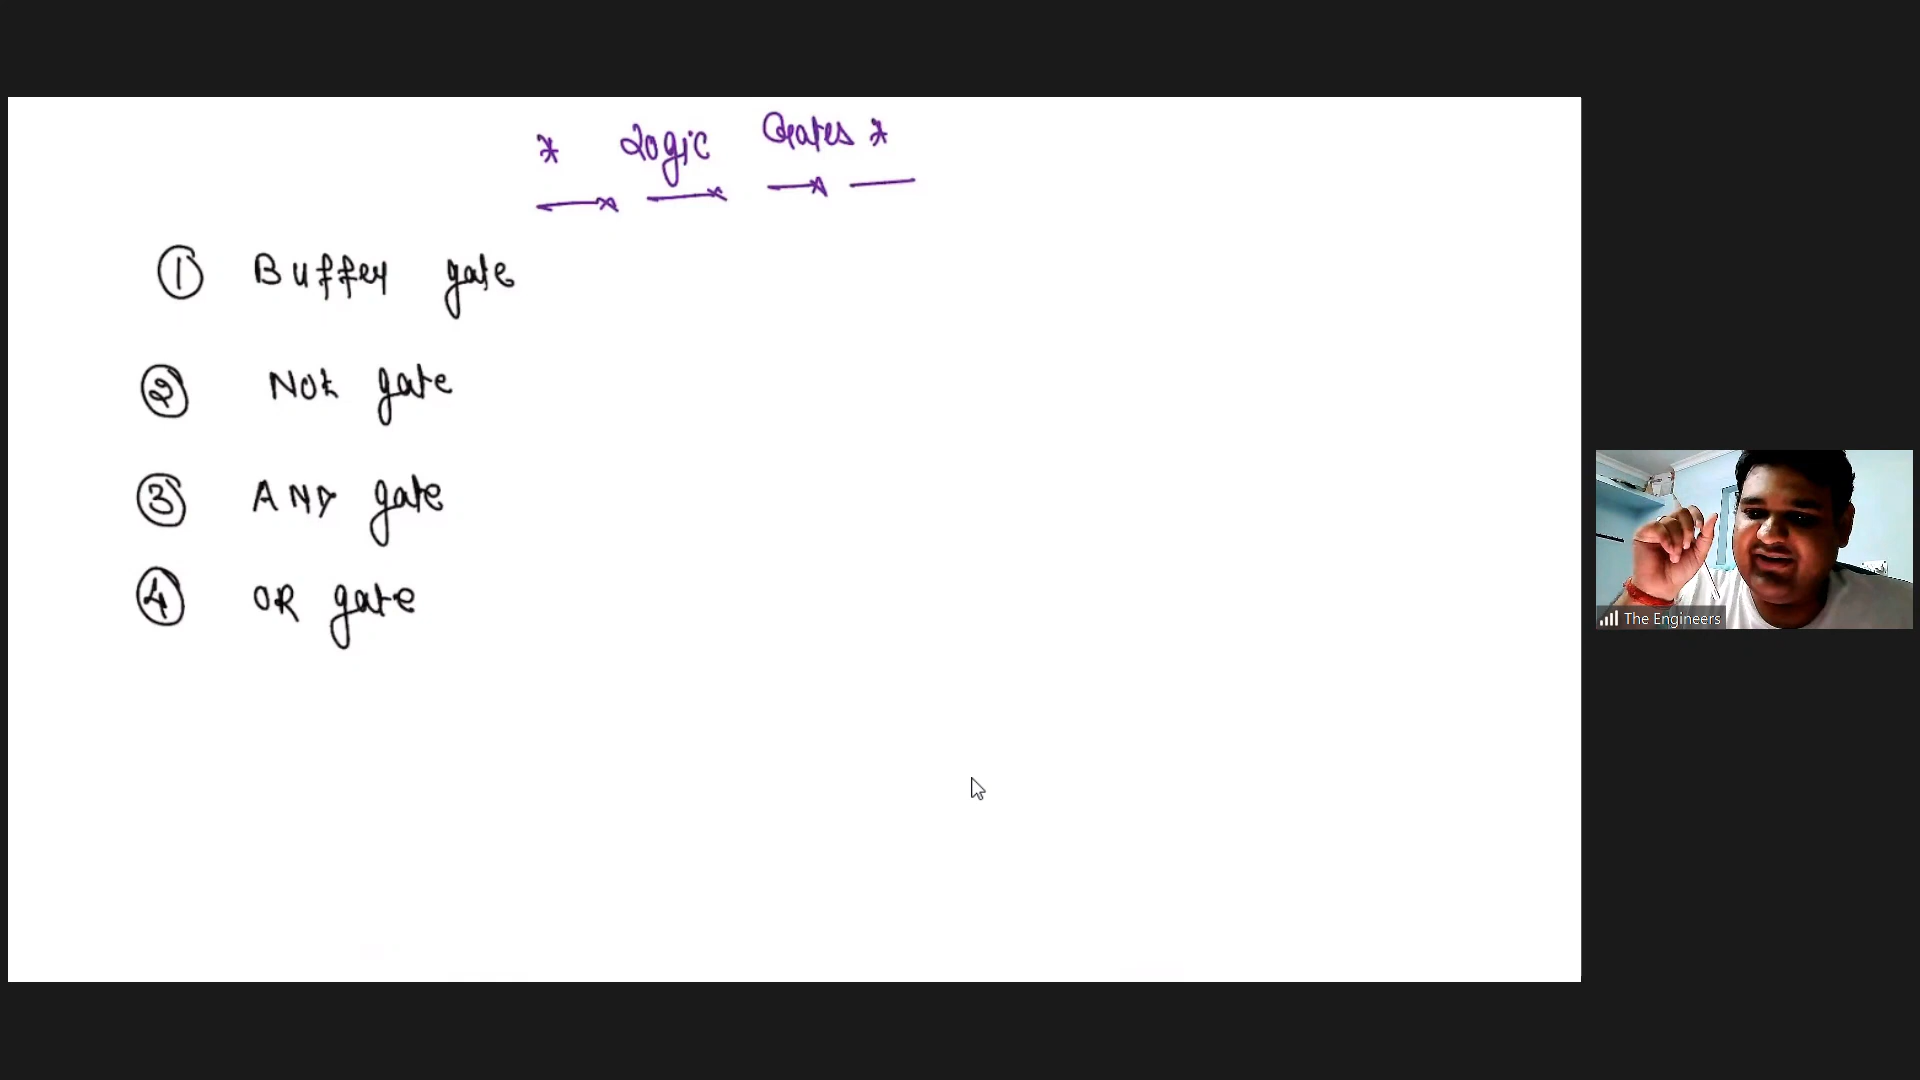 * Logic Gates *
① Buffer gate
② Not gate
③ AND gate
④ OR gate
The Engineers